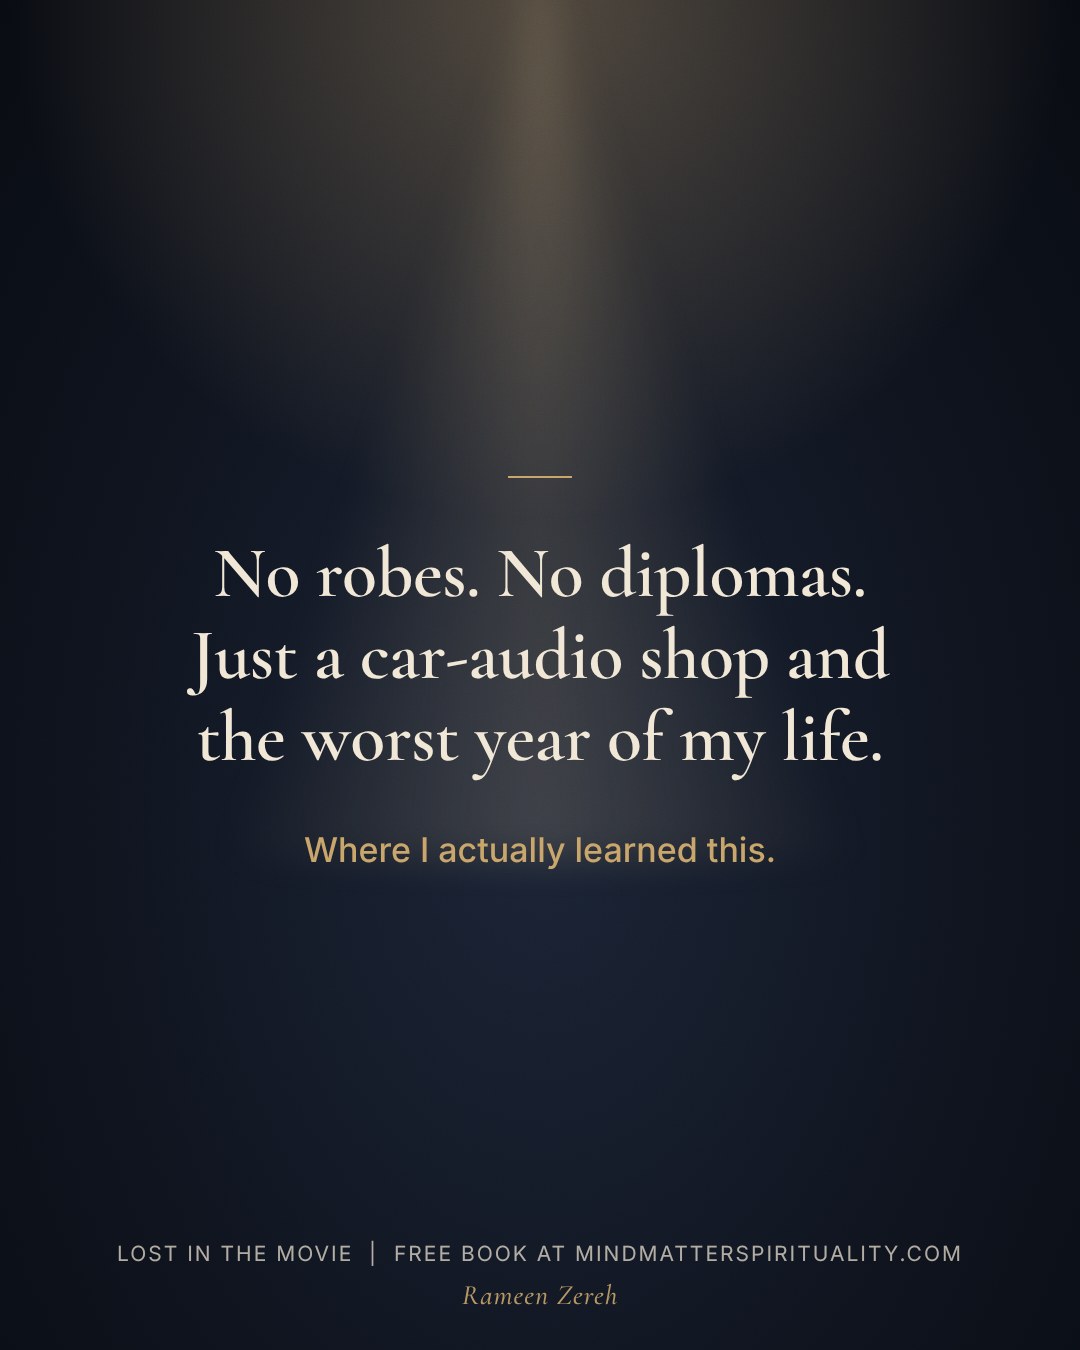 No robes. No diplomas.
Just a car-audio shop and
the worst year of my life.
Where I actually learned this.
LOST IN THE MOVIE | FREE BOOK AT MINDMATTERSPIRITUALITY.COM
Rameen Zereh